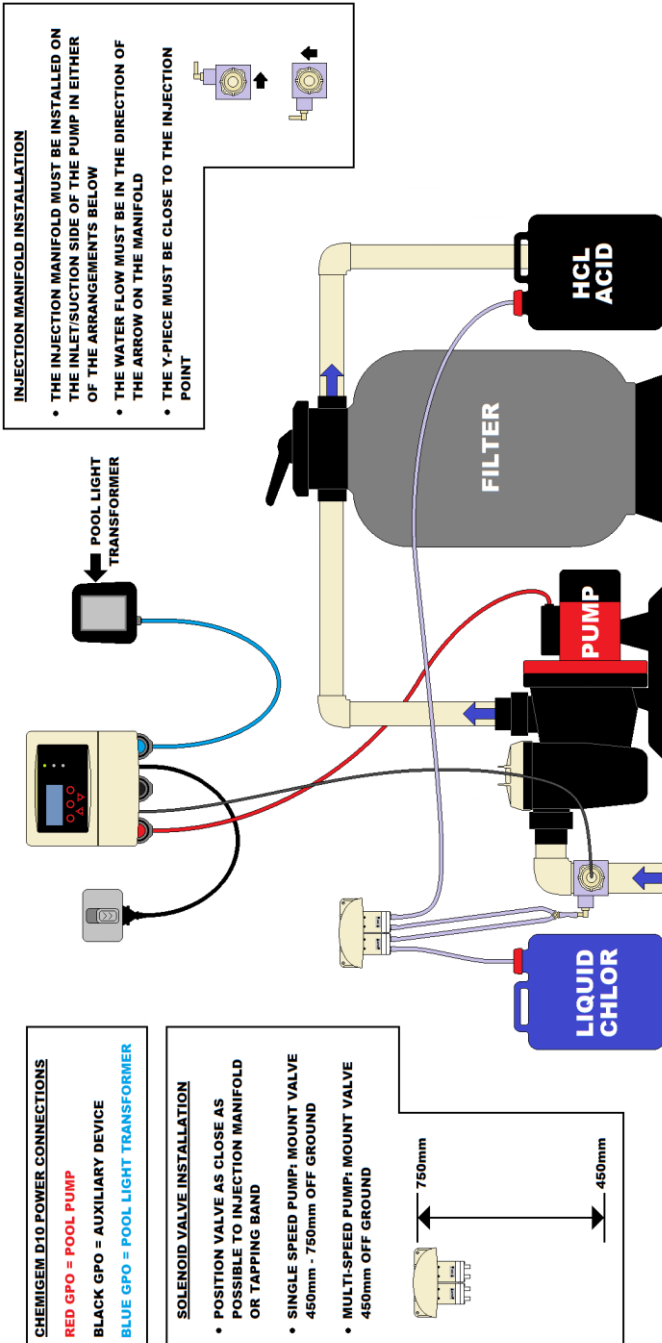 CHEMIGEM D10 POWER CONNECTIONS
RED GPO = POOL PUMP
BLACK GPO = AUXILIARY DEVICE
BLUE GPO = POOL LIGHT TRANSFORMER
SOLENOID VALVE INSTALLATION
• POSITION VALVE AS CLOSE AS
POSSIBLE TO INJECTION MANIFOLD
OR TAPPING BAND
• SINGLE SPEED PUMP: MOUNT VALVE
450mm - 750mm OFF GROUND
• MULTI-SPEED PUMP: MOUNT VALVE
450mm OFF GROUND
750mm
450mm
POOL LIGHT
TRANSFORMER
INJECTION MANIFOLD INSTALLATION
• THE INJECTION MANIFOLD MUST BE INSTALLED ON
THE INLET/SUCTION SIDE OF THE PUMP IN EITHER
OF THE ARRANGEMENTS BELOW
• THE WATER FLOW MUST BE IN THE DIRECTION OF
THE ARROW ON THE MANIFOLD
• THE Y-PIECE MUST BE CLOSE TO THE INJECTION
POINT
LIQUID
CHLOR
PUMP
FILTER
HCL
ACID